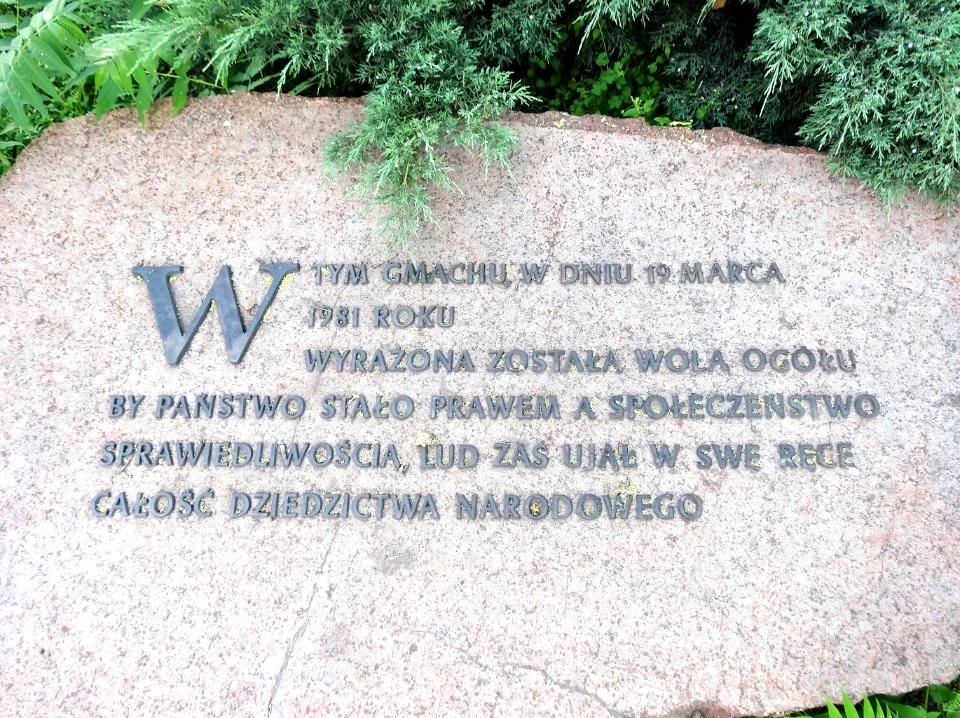 W TYM GMACHU, W DNIU 19 MARCA
1981 ROKU
WYRAŻONA ZOSTAŁA WOLA OGÓŁU
BY PAŃSTWO STAŁO PRAWEM A SPOŁECZEŃSTWO
SPRAWIEDLIWOŚCIĄ, LUD ZAŚ UJĄŁ W SWE RĘCE
CAŁOŚĆ DZIEDZICTWA NARODOWEGO